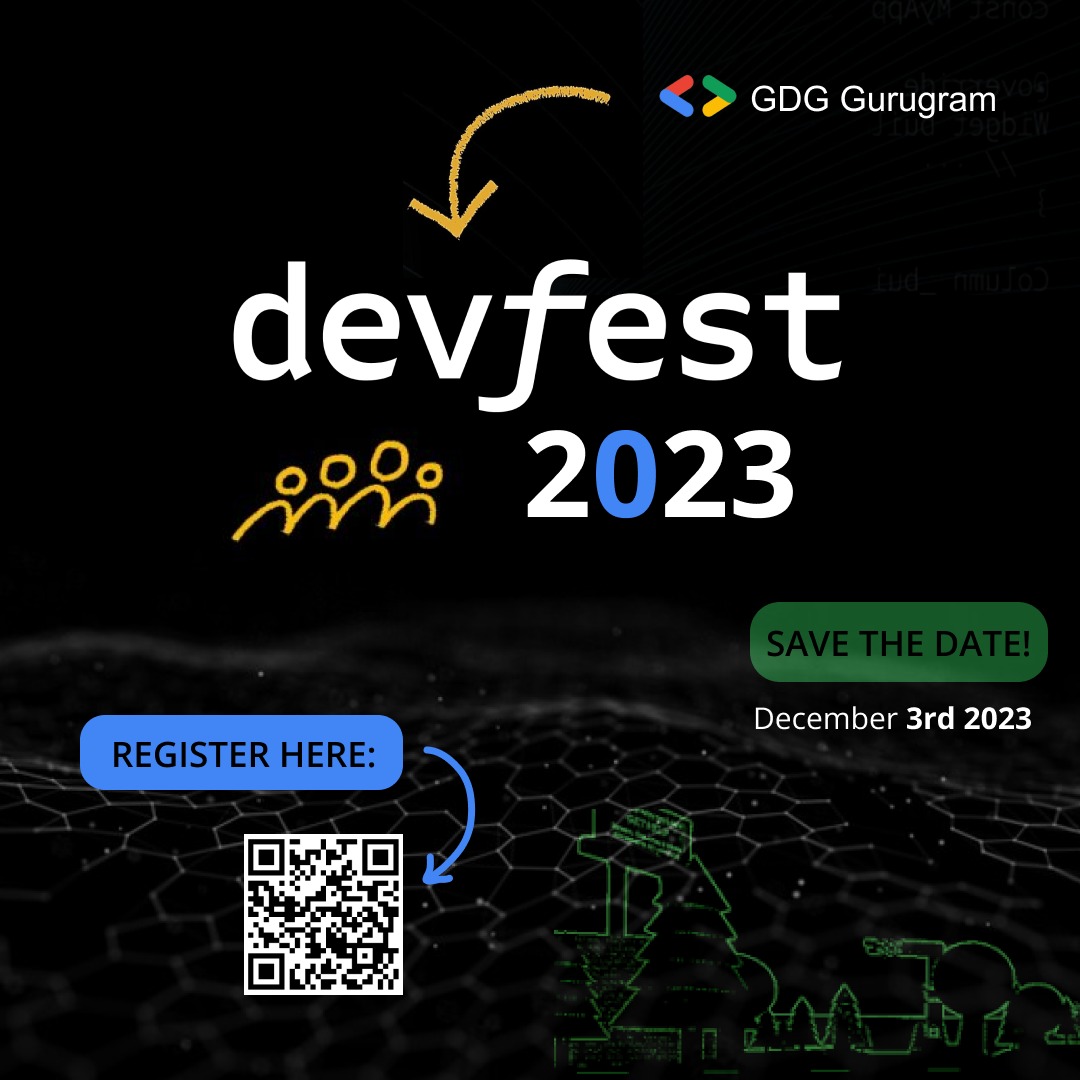 GDG Gurugram
devfest
2023
SAVE THE DATE!
December 3rd 2023
REGISTER HERE: